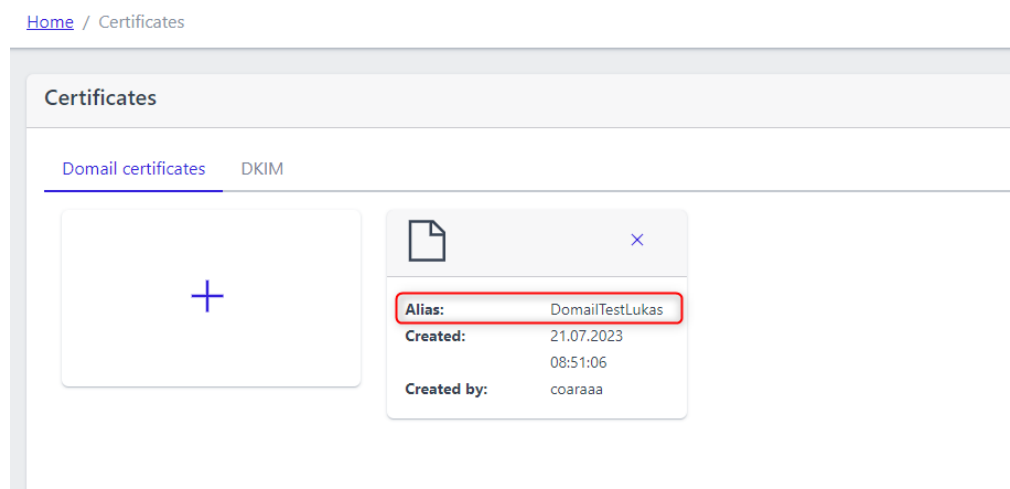 Home / Certificates
Certificates
Domail certificates DKIM
Alias: DomailTestLukas
Created: 21.07.2023
08:51:06
Created by: coaraaa